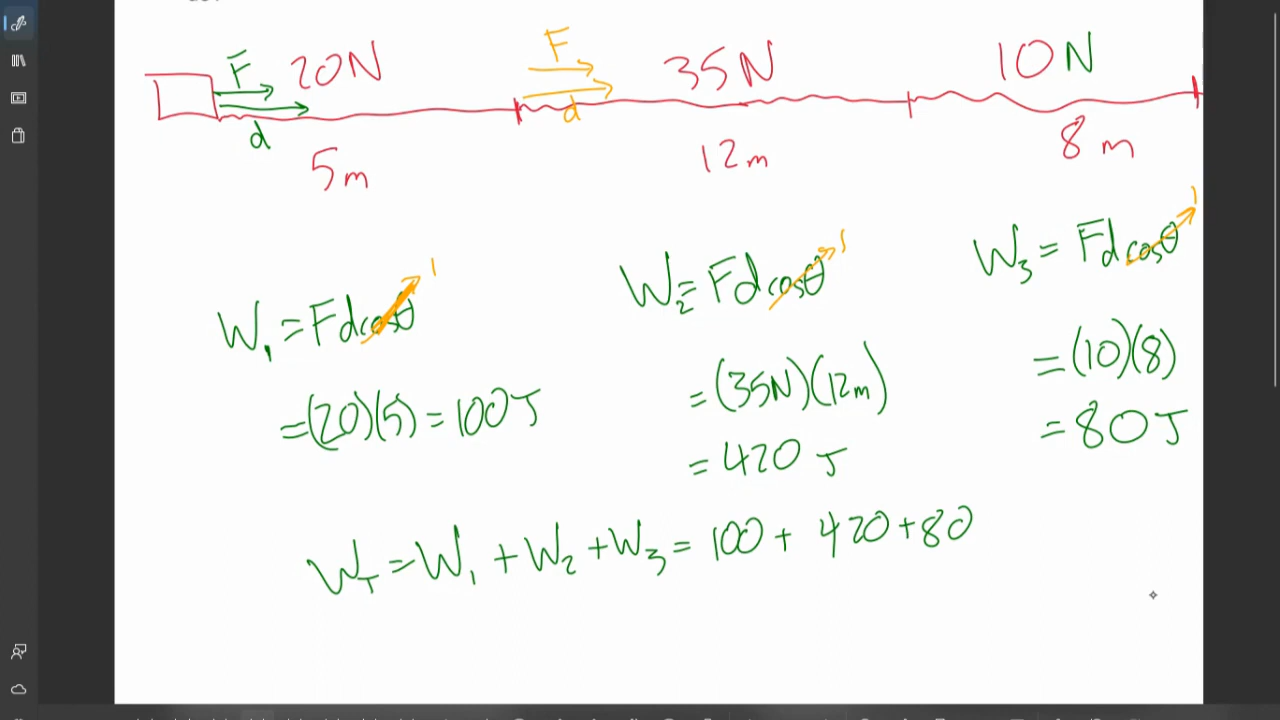 F 20N F 35N 10N
d d
5m 12m 8m
W₁ = Fdcosθ 1
= (20)(5) = 100J
W₂ = Fdcosθ 1
= (35N)(12m)
= 420 J
W₃ = Fdcosθ 1
= (10)(8)
= 80J
W_T = W₁ + W₂ + W₃ = 100 + 420 + 80